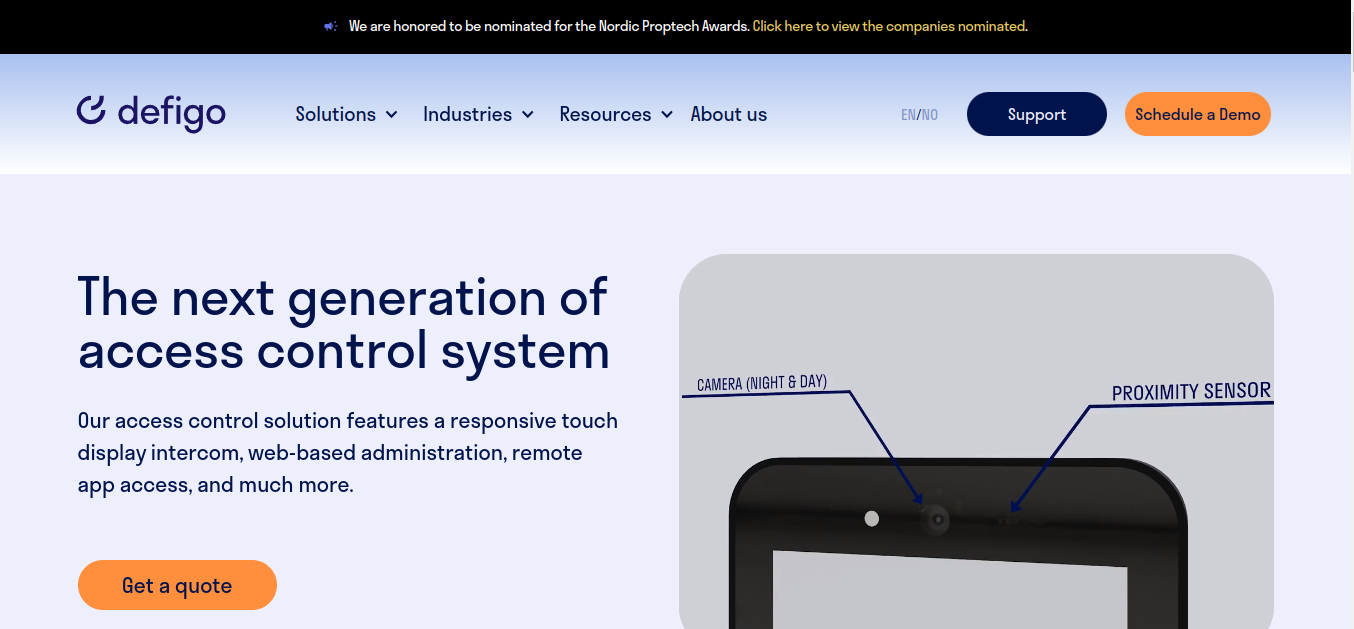 We are honored to be nominated for the Nordic Proptech Awards. Click here to view the companies nominated.
defigo
Solutions
Industries
Resources
About us
EN/NO
Support
Schedule a Demo
The next generation of
access control system
Our access control solution features a responsive touch
display intercom, web-based administration, remote
app access, and much more.
Get a quote
CAMERA (NIGHT & DAY)
PROXIMITY SENSOR